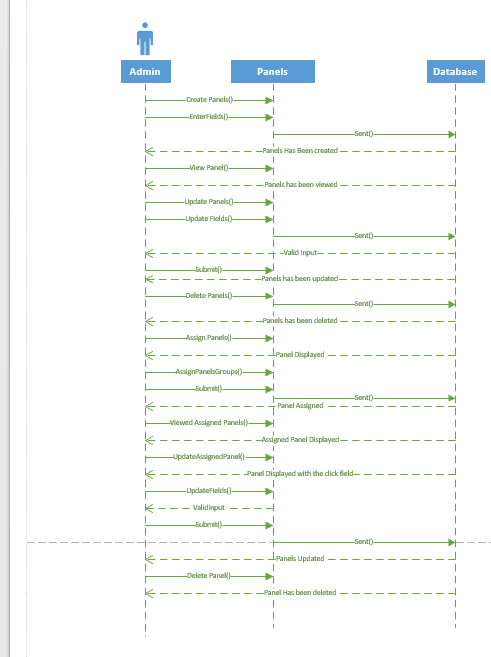 Admin
Panels
Database
Create Panels()
EnterFields()
Sent()
Panels Has Been created
View Panel()
Panels has been viewed
Update Panels()
Update Fields()
Sent()
Valid Input
Submit()
Panels has been updated
Delete Panels()
Sent()
Panels has been deleted
Assign Panels()
Panel Displayed
AssignPanelsGroups()
Submit()
Sent()
Panel Assigned
Viewed Assigned Panels()
Assigned Panel Displayed
UpdateAssignedPanel()
Panel Displayed with the click field
UpdateFields()
ValidInput
Submit()
Sent()
Panels Updated
Delete Panel()
Panel Has been deleted